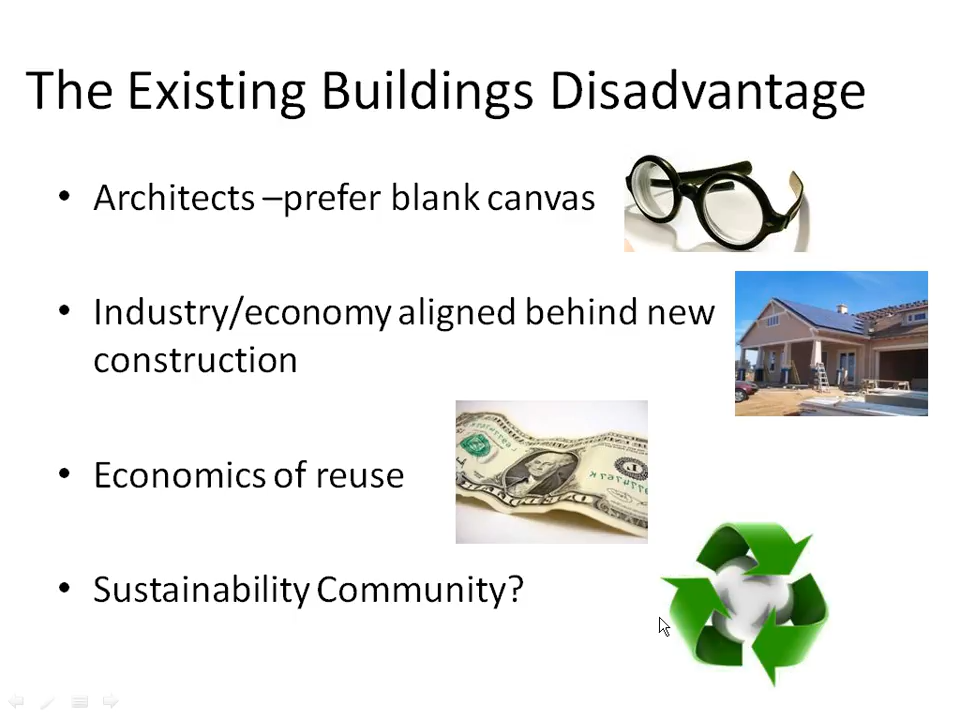 The Existing Buildings Disadvantage
• Architects –prefer blank canvas
• Industry/economy aligned behind new
construction
• Economics of reuse
• Sustainability Community?